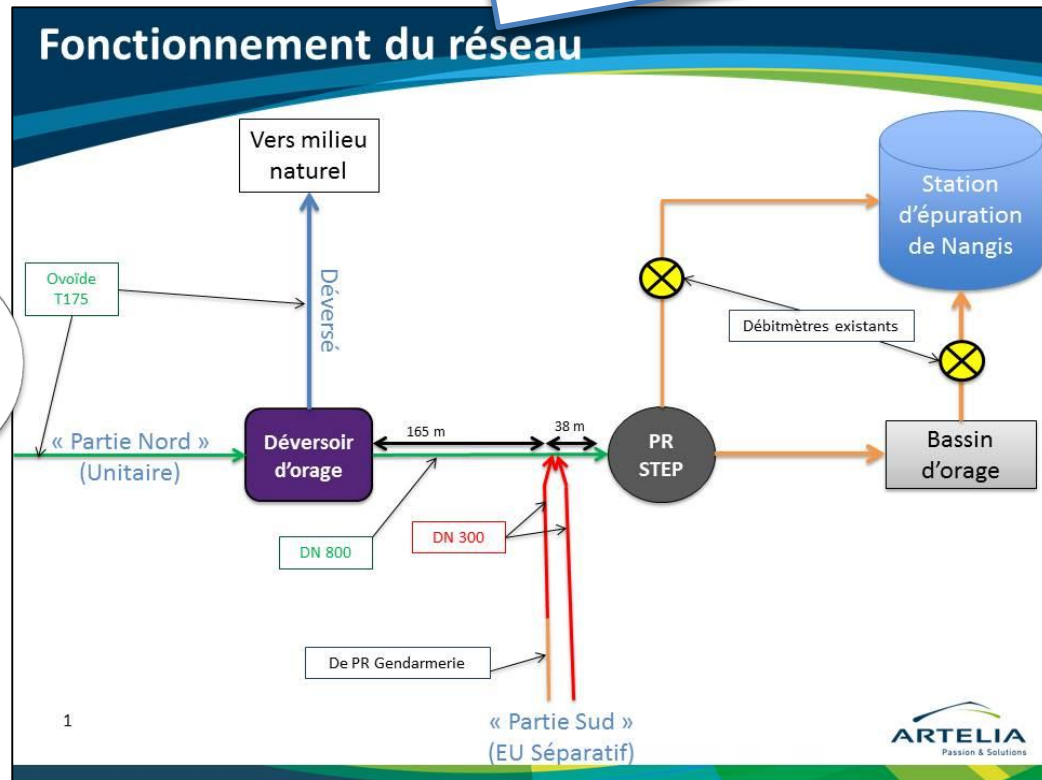 Fonctionnement du réseau
Vers milieu
naturel
Station
d'épuration
de Nangis
Ovoïde
T175
Déversé
Débitmètres existants
« Partie Nord »
(Unitaire)
Déversoir
d'orage
165 m
38 m
PR
STEP
Bassin
d'orage
DN 800
DN 300
De PR Gendarmerie
« Partie Sud »
(EU Séparatif)
1
ARTELIA
Passion & Solutions